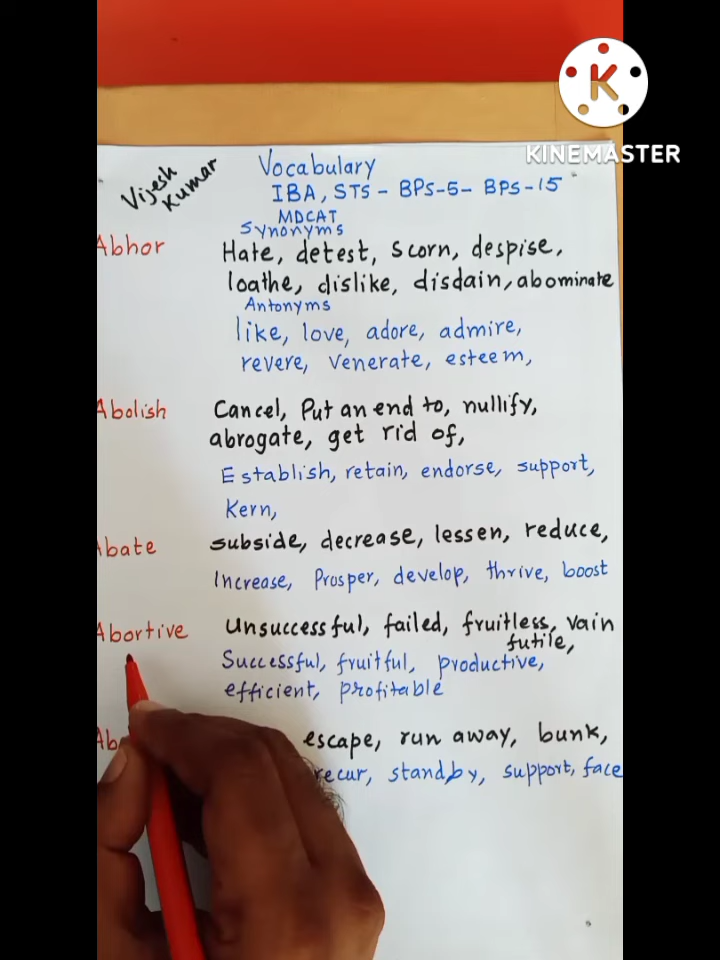 KINEMASTER
Vijesh
Kumar
Vocabulary
IBA, STS - BPS-5- BPS-15
MDCAT
Synonyms
Abhor Hate, detest, Scorn, despise,
loathe, dislike, disdain, abominate
Antonyms
like, love, adore, admire,
revere, venerate, esteem,
Abolish Cancel, Put an end to, nullify,
abrogate, get rid of,
Establish, retain, endorse, support,
Kern,
Abate subside, decrease, lessen, reduce,
Increase, Prosper, develop, thrive, boost
Abortive Unsuccessful, failed, fruitless, vain
futile,
Successful, fruitful, productive,
efficient, profitable
escape, run away, bunk,
recur, standby, support, face